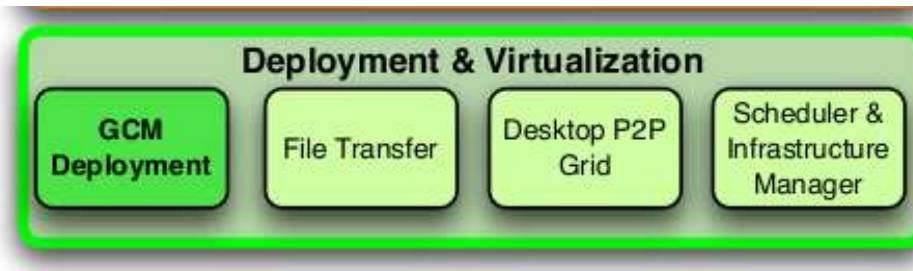 Deployment & Virtualization
GCM
Deployment
File Transfer
Desktop P2P
Grid
Scheduler &
Infrastructure
Manager